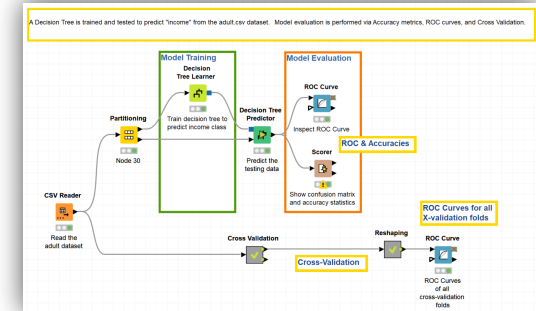 A Decision Tree is trained and tested to predict "income" from the adult.csv dataset. Model evaluation is performed via Accuracy metrics, ROC curves, and Cross Validation.
Model Training
Decision
Tree Learner
Train decision tree to
predict income class
Model Evaluation
ROC Curve
Inspect ROC Curve
Partitioning
Node 30
Decision Tree
Predictor
Predict the
testing data
ROC & Accuracies
Scorer
Show confusion matrix
and accuracy statistics
CSV Reader
Read the
adult dataset
ROC Curves for all
X-validation folds
Cross Validation
Cross-Validation
Reshaping
ROC Curve
ROC Curves
of all
cross-validation
folds